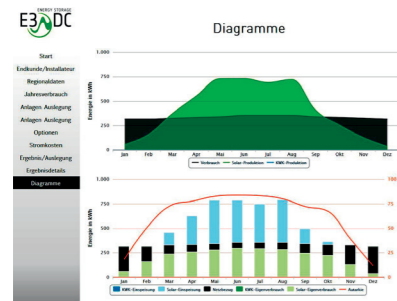 ENERGY STORAGE
E3/DC
Diagramme
Start
Endkunde/Installateur
Regionaldaten
Jahresverbrauch
Anlagen Auslegung
Anlagen Auslegung
Optionen
Stromkosten
Ergebnis/Auslegung
Ergebnisdetails
Diagramme
Energie in kWh
1.000
750
500
250
0
Jan Feb Mar Apr Mai Jun Jul Aug Sep Okt Nov Dez
Verbrauch Solar-Produktion KWK-Produktion
Energie in kWh
1.000 100
750 75
500 50
250 25
0 0
Jan Feb Mar Apr Mai Jun Jul Aug Sep Okt Nov Dez
KWK-Einspeisung Solar-Einspeisung Netzbezug KWK-Eigenverbrauch Solar-Eigenverbrauch Autarkie